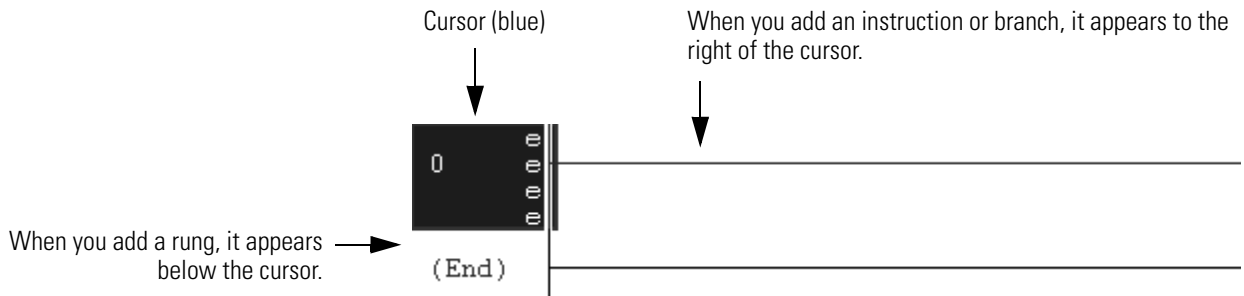 Cursor (blue)
When you add an instruction or branch, it appears to the
right of the cursor.
0
e
e
e
e
When you add a rung, it appears
below the cursor.
(End)